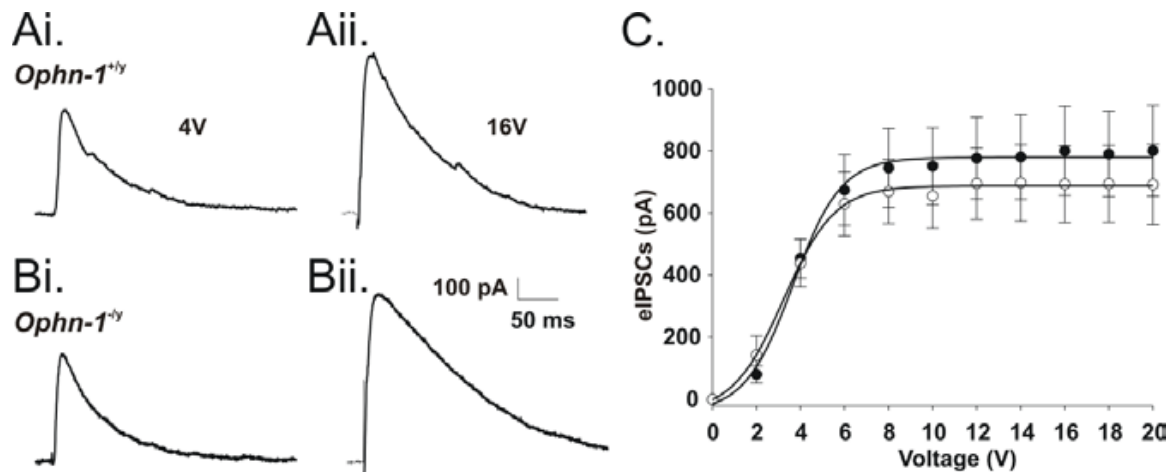 Ai.
Ophn-1+/y
4V
Aii.
16V
Bi.
Ophn-1-/y
Bii.
100 pA
50 ms
C.
eIPSCs (pA)
1000
800
600
400
200
0
0 2 4 6 8 10 12 14 16 18 20
Voltage (V)